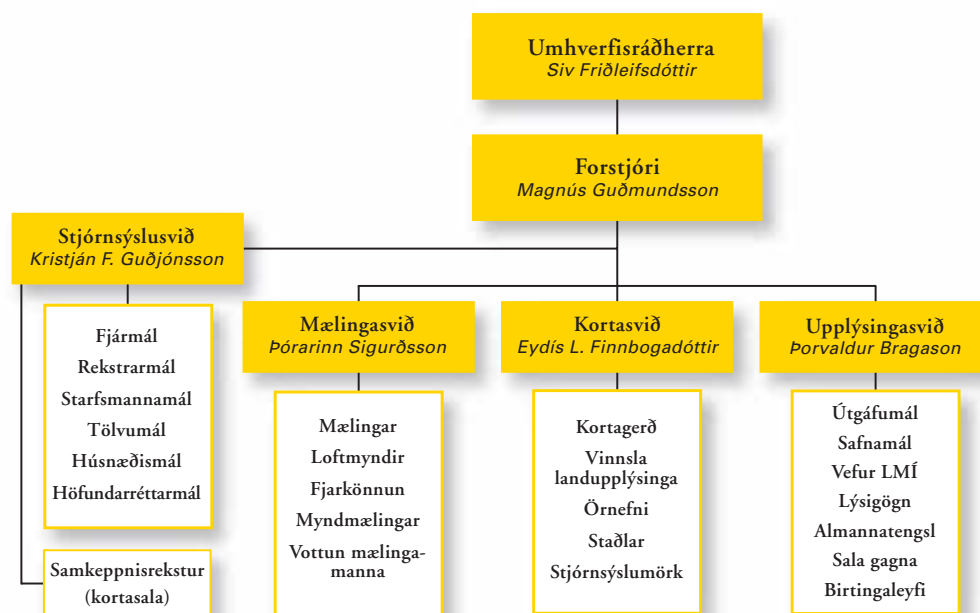 Umhverfisráðherra
Siv Friðleifsdóttir
Forstjóri
Magnús Guðmundsson
Stjórnsýslusvið
Kristján F. Guðjónsson
Fjármál
Rekstrarmál
Starfsmannamál
Tölvumál
Húsnæðismál
Höfundarréttarmál
Samkeppnisrekstur
(kortasala)
Mælingasvið
Þórarinn Sigurðsson
Mælingar
Loftmyndir
Fjarkönnun
Myndmælingar
Vottun mælinga-
manna
Kortasvið
Eydís L. Finnbogadóttir
Kortagerð
Vinnsla
landupplýsinga
Örnefni
Staðlar
Stjórnsýslumörk
Upplýsingasvið
Þorvaldur Bragason
Útgáfumál
Safnamál
Vefur LMÍ
Lýsigögn
Almannatengsl
Sala gagna
Birtingaleyfi